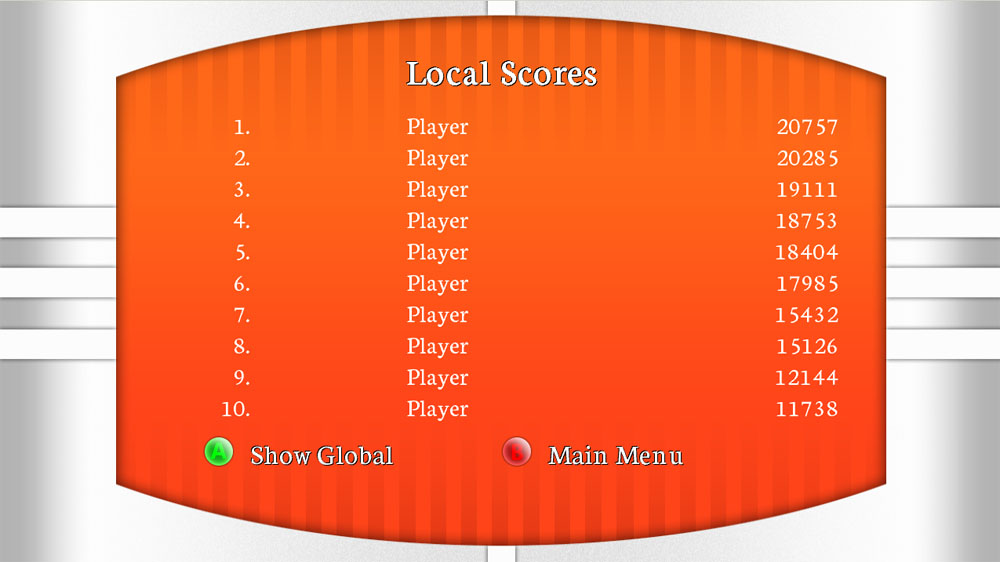 Local Scores
1. Player 20757
2. Player 20285
3. Player 19111
4. Player 18753
5. Player 18404
6. Player 17985
7. Player 15432
8. Player 15126
9. Player 12144
10. Player 11738
A Show Global B Main Menu